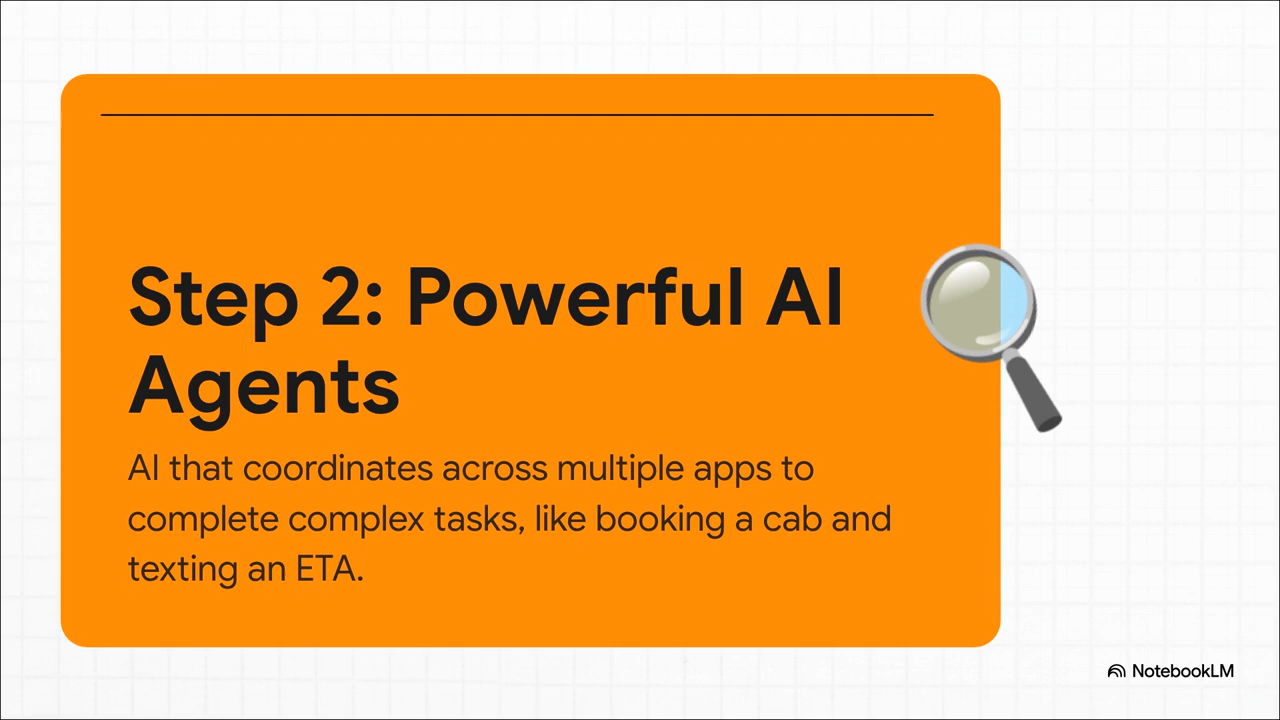 Step 2: Powerful AI
Agents
AI that coordinates across multiple apps to
complete complex tasks, like booking a cab and
texting an ETA.
NotebookLM